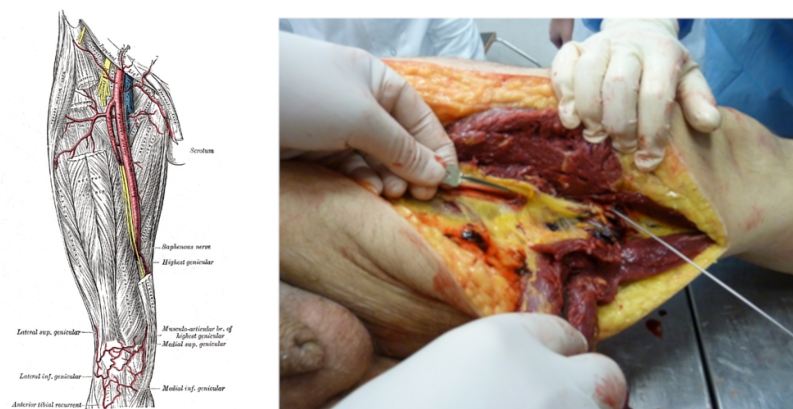 Scrotum
Saphenous nerve
Highest genicular
Lateral sup. genicular
Musculo-articular br. of
highest genicular
Medial sup. genicular
Lateral inf. genicular
Medial inf. genicular
Anterior tibial recurrent